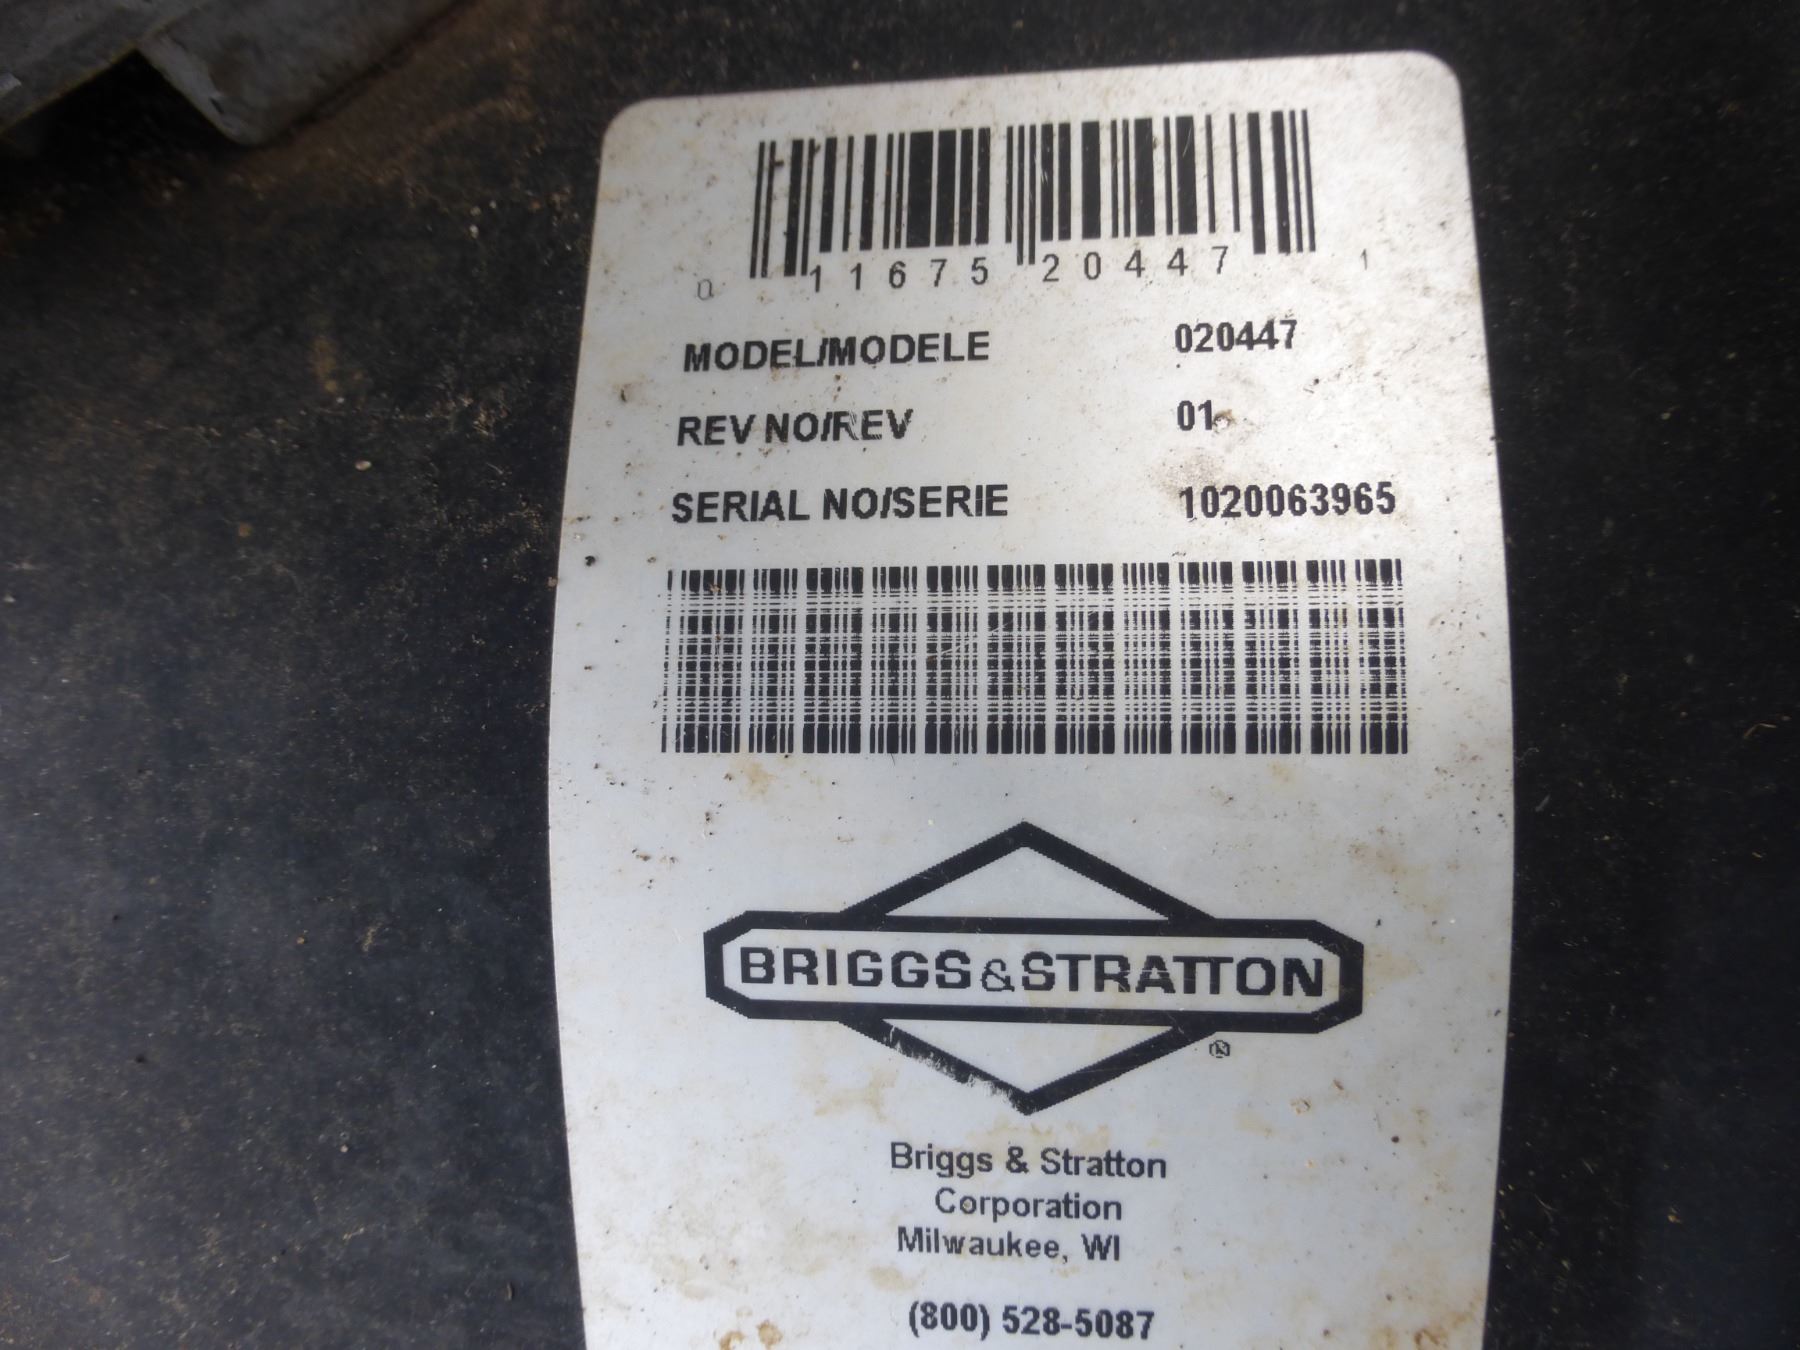 0 11675 20447 1
MODEL/MODELE 020447
REV NO/REV 01
SERIAL NO/SERIE 1020063965
BRIGGS&STRATTON
®
Briggs & Stratton
Corporation
Milwaukee, WI
(800) 528-5087